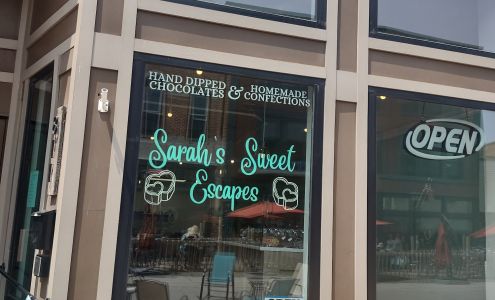 HAND DIPPED CHOCOLATES & HOMEMADE CONFECTIONS
Sarah's Sweet
Escapes
OPEN